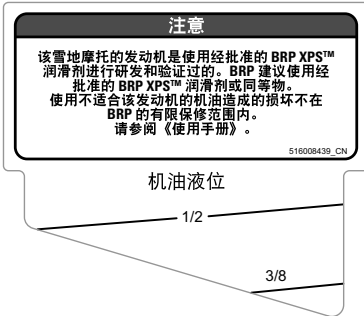 注意
该雪地摩托的发动机是使用经批准的 BRP XPS™
润滑剂进行研发和验证过的。BRP 建议使用经
批准的 BRP XPS™ 润滑剂或同等物。
使用不适合该发动机的机油造成的损坏不在
BRP 的有限保修范围内。
请参阅《使用手册》。
516008439_CN
机油液位
1/2
3/8